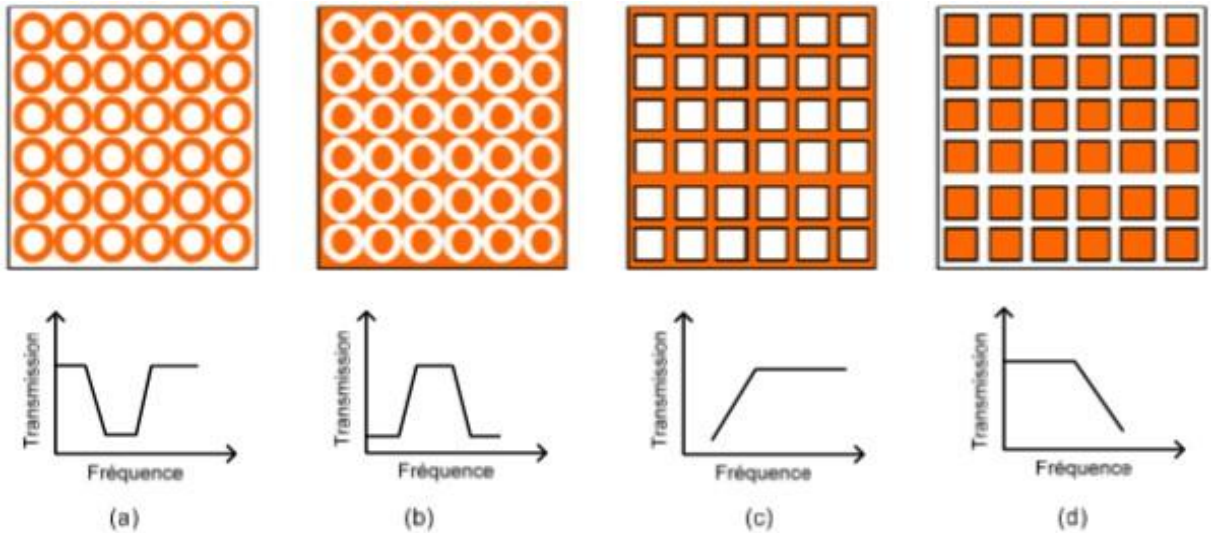 Transmission
Fréquence
(a)
Transmission
Fréquence
(b)
Transmission
Fréquence
(c)
Transmission
Fréquence
(d)